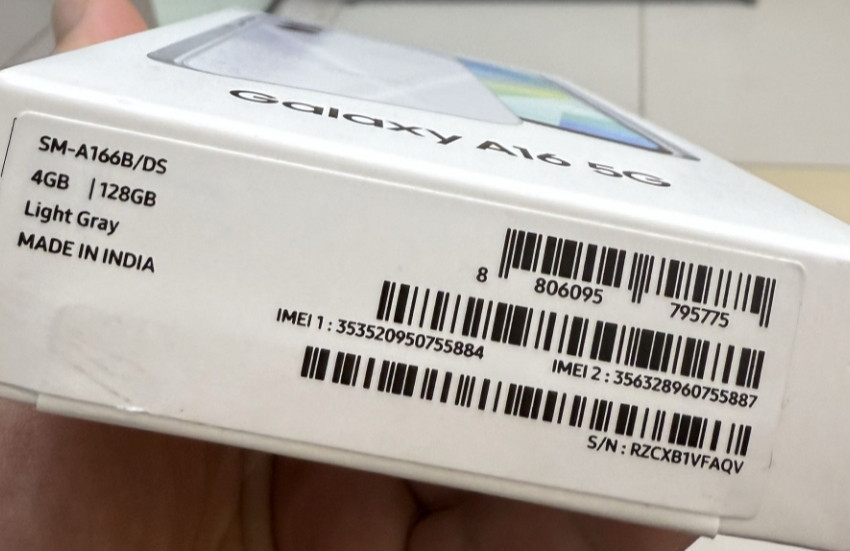 Galaxy A16 5G
SM-A166B/DS
4GB | 128GB
Light Gray
MADE IN INDIA
8 806095 795775
IMEI 1 : 353520950755884
IMEI 2 : 356328960755887
S/N : RZCXB1VFAQV